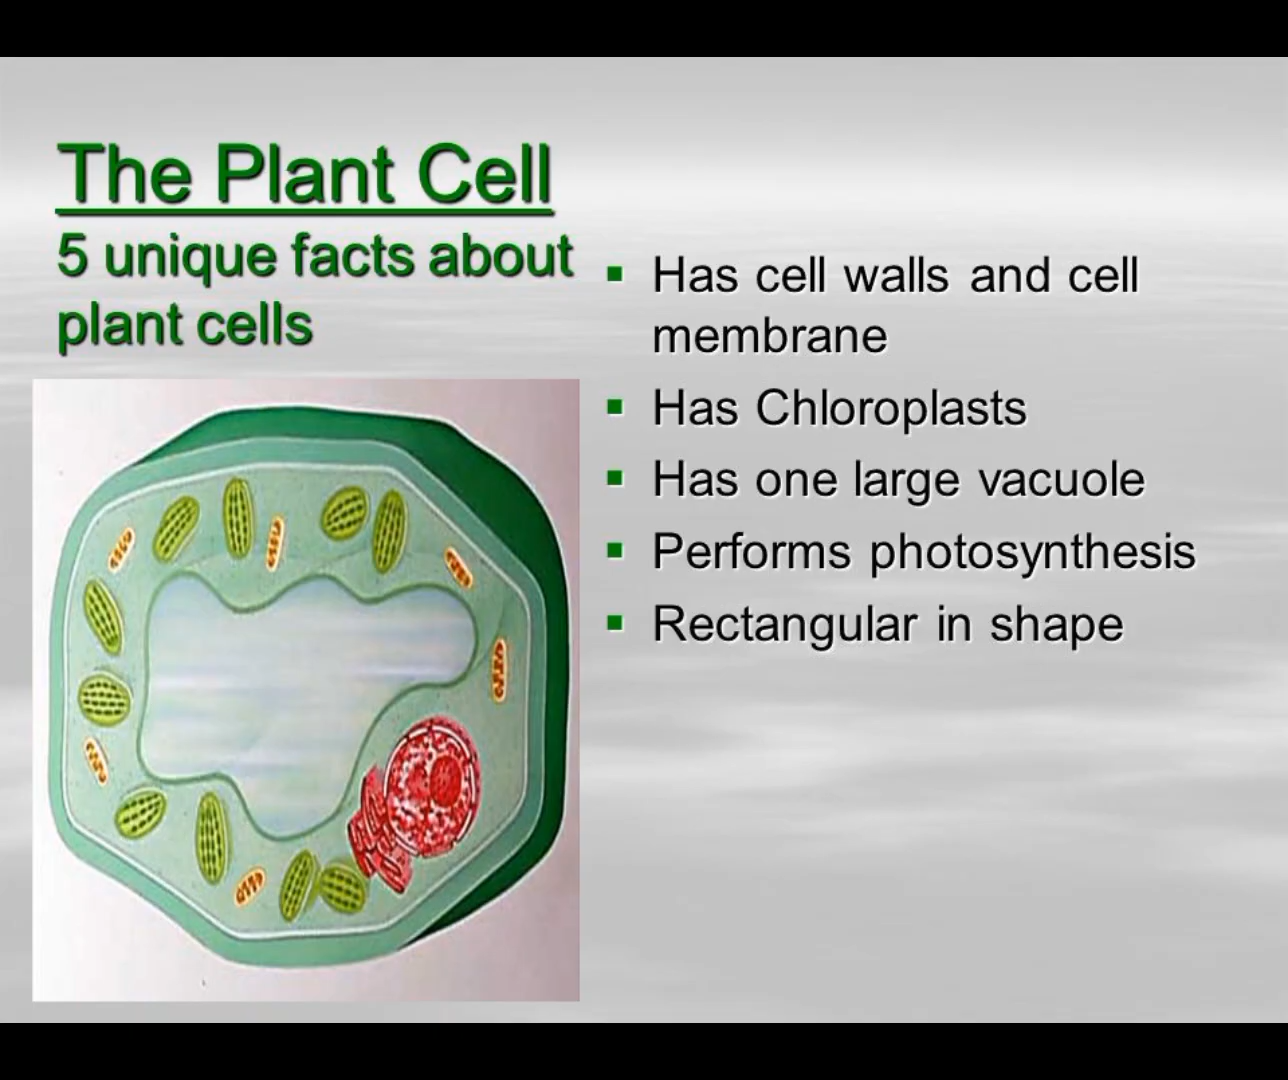 The Plant Cell
5 unique facts about
plant cells
▪ Has cell walls and cell
membrane
▪ Has Chloroplasts
▪ Has one large vacuole
▪ Performs photosynthesis
▪ Rectangular in shape